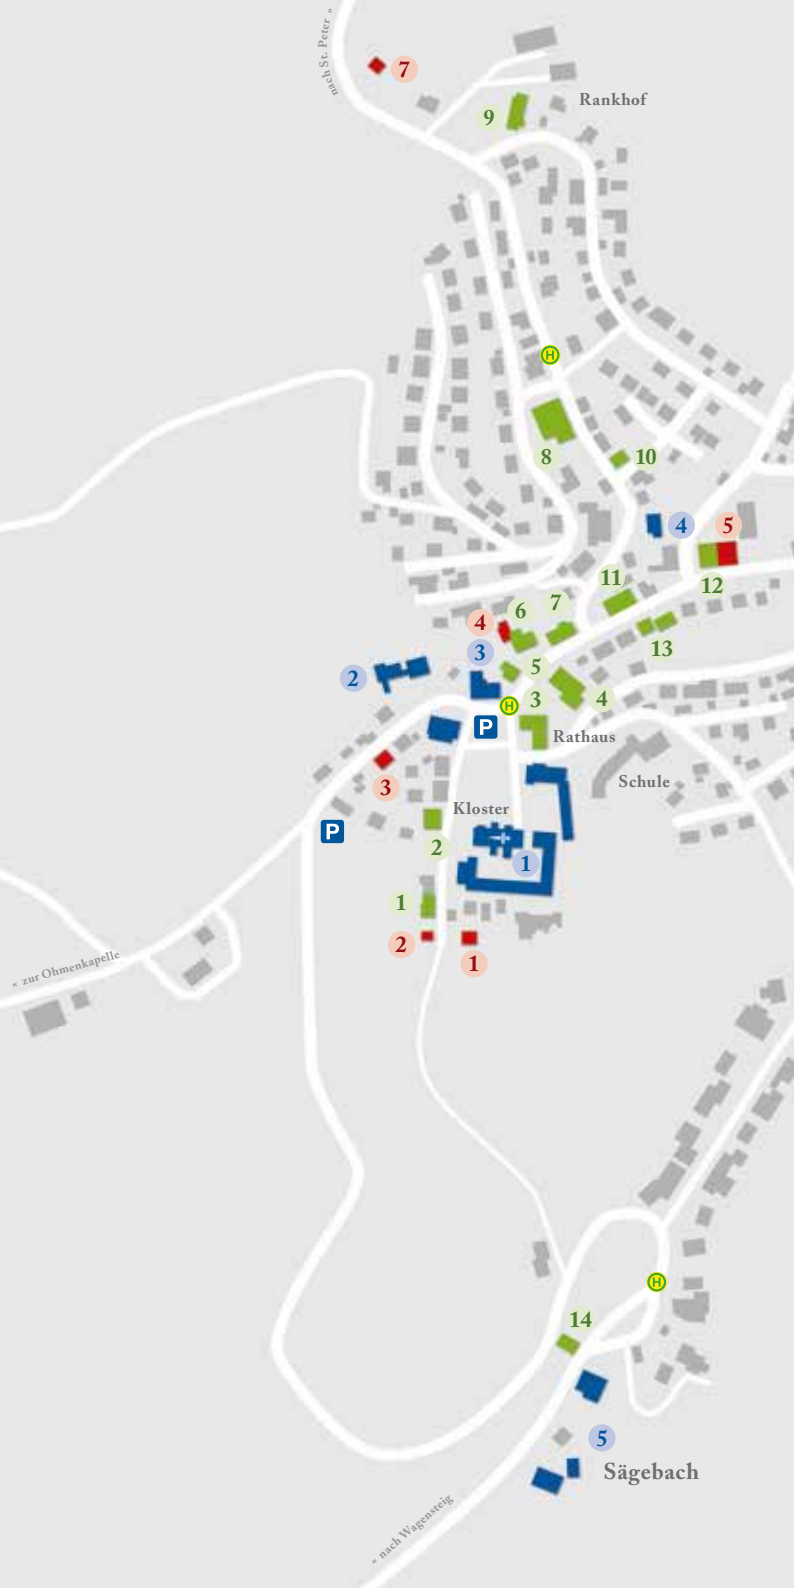 nach St. Peter »
7
9
Rankhof
H
8
10
4
5
11
12
6
7
4
13
3
5
2
H
3
4
P
Rathaus
3
Schule
Kloster
P
2
1
1
2
1
« zur Ohmenkapelle
H
14
5
Sägebach
« nach Wagensteig